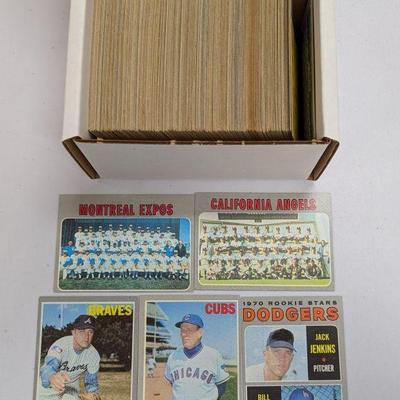 MONTREAL EXPOS
CALIFORNIA ANGELS
BRAVES
Braves
CUBS
CHICAGO
1970 ROOKIE STARS
DODGERS
JACK
JENKINS
PITCHER
BILL